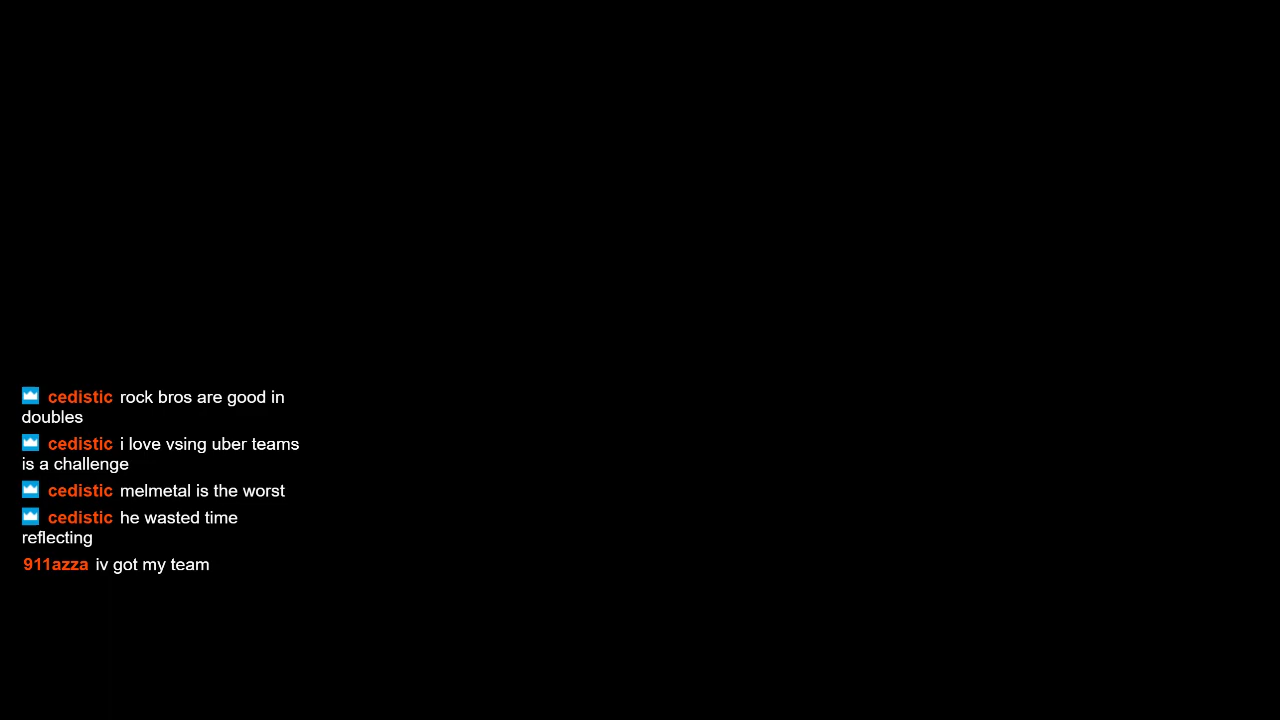 cedistic rock bros are good in
doubles
cedistic i love vsing uber teams
is a challenge
cedistic melmetal is the worst
cedistic he wasted time
reflecting
911azza iv got my team